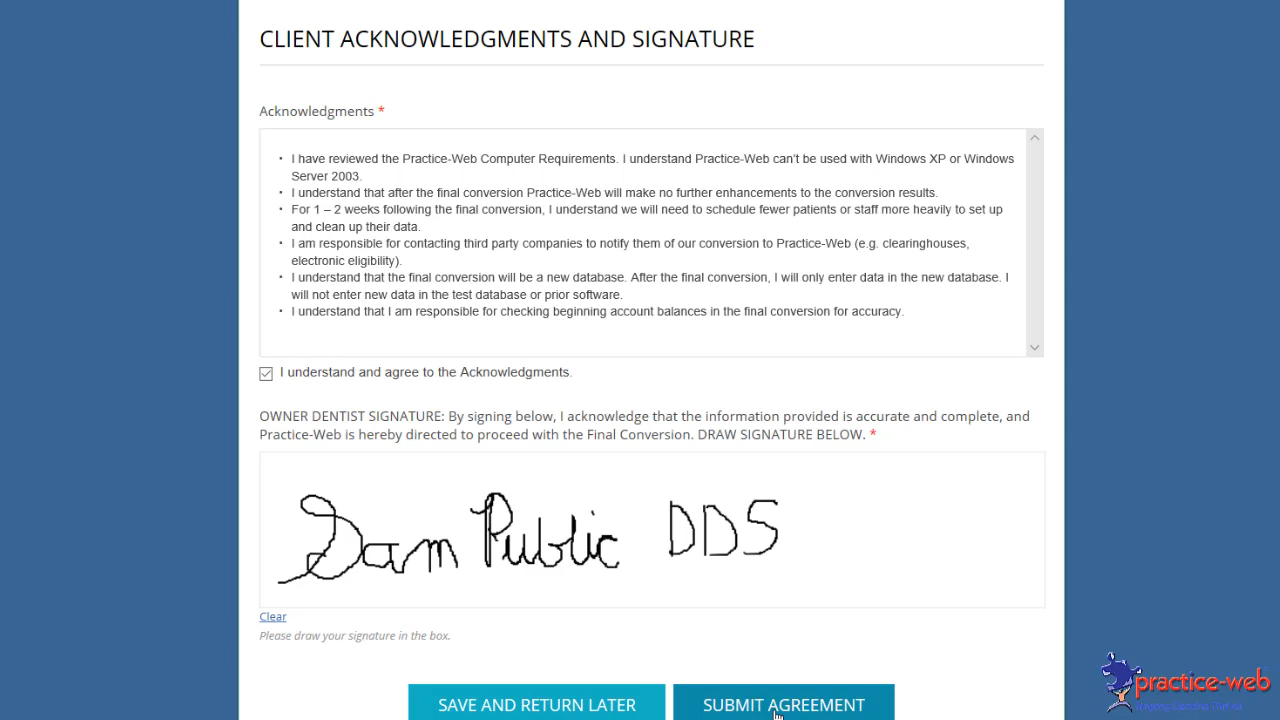 CLIENT ACKNOWLEDGMENTS AND SIGNATURE
Acknowledgments *
• I have reviewed the Practice-Web Computer Requirements. I understand Practice-Web can't be used with Windows XP or Windows
Server 2003.
• I understand that after the final conversion Practice-Web will make no further enhancements to the conversion results.
• For 1 – 2 weeks following the final conversion, I understand we will need to schedule fewer patients or staff more heavily to set up
and clean up their data.
• I am responsible for contacting third party companies to notify them of our conversion to Practice-Web (e.g. clearinghouses,
electronic eligibility).
• I understand that the final conversion will be a new database. After the final conversion, I will only enter data in the new database. I
will not enter new data in the test database or prior software.
• I understand that I am responsible for checking beginning account balances in the final conversion for accuracy.
I understand and agree to the Acknowledgments.
OWNER DENTIST SIGNATURE: By signing below, I acknowledge that the information provided is accurate and complete, and
Practice-Web is hereby directed to proceed with the Final Conversion. DRAW SIGNATURE BELOW. *
Sam Public DDS
Clear
Please draw your signature in the box.
SAVE AND RETURN LATER
SUBMIT AGREEMENT
practice-web